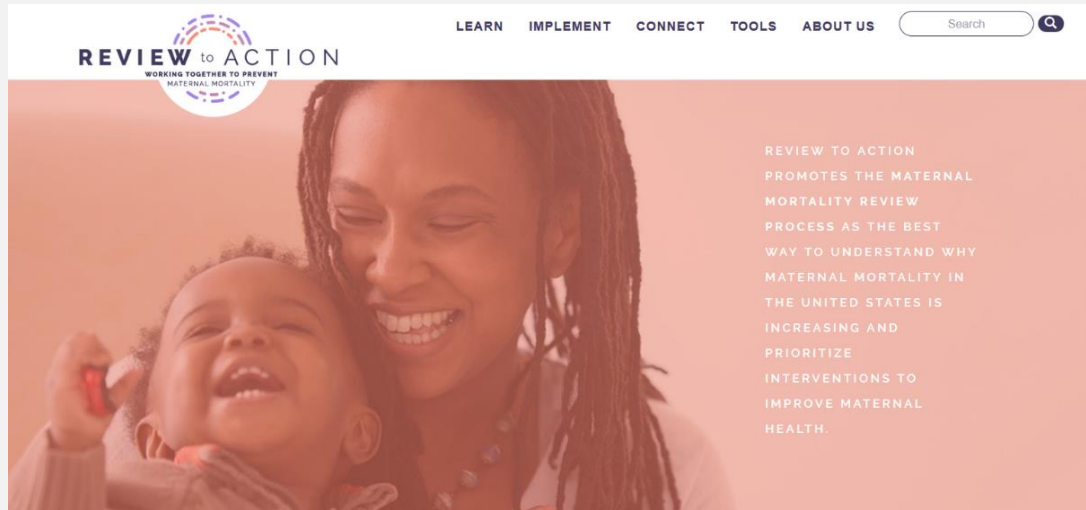 LEARN IMPLEMENT CONNECT TOOLS ABOUT US Search
REVIEW to ACTION
WORKING TOGETHER TO PREVENT
MATERNAL MORTALITY
REVIEW TO ACTION
PROMOTES THE MATERNAL
MORTALITY REVIEW
PROCESS AS THE BEST
WAY TO UNDERSTAND WHY
MATERNAL MORTALITY IN
THE UNITED STATES IS
INCREASING AND
PRIORITIZE
INTERVENTIONS TO
IMPROVE MATERNAL
HEALTH.